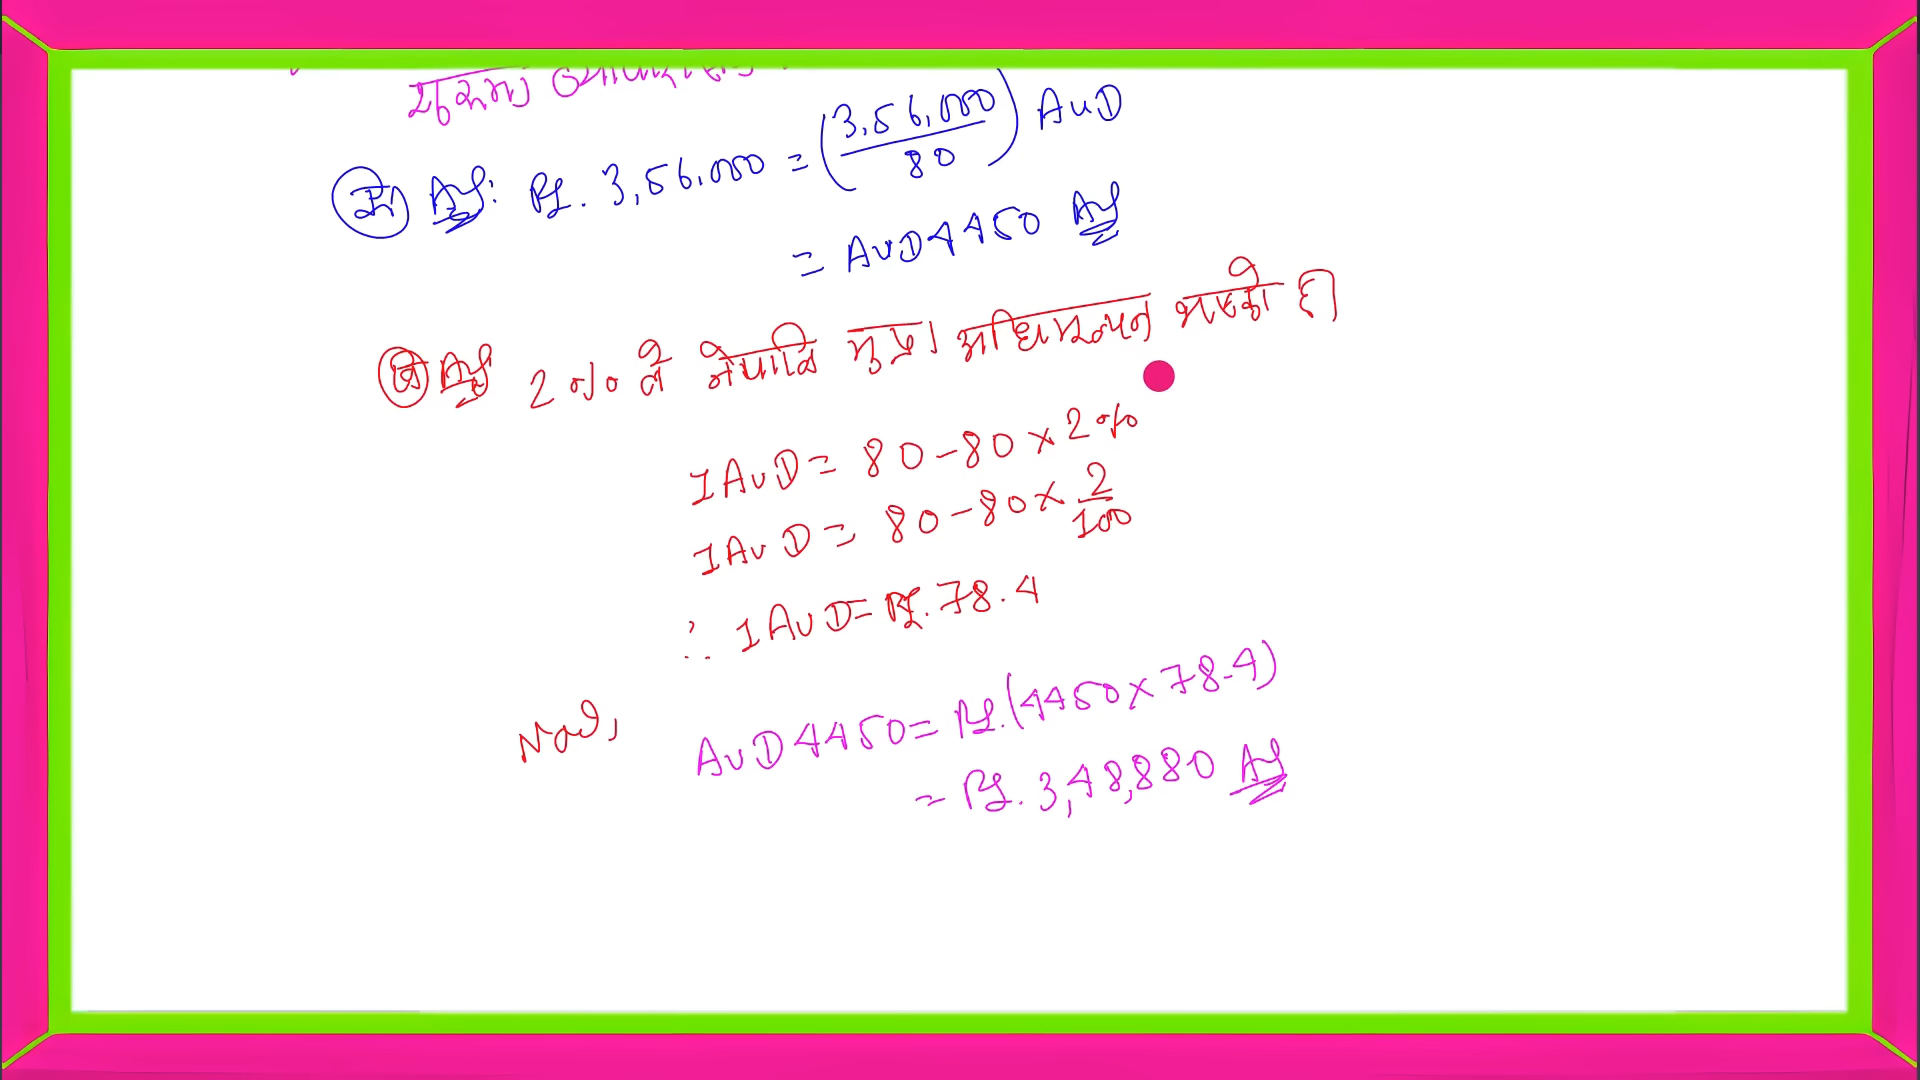 Ans: Rs. 3,56,000 = (3,56,000/80) AUD
= AUD 4450 Ans
Ans 2% ले नेपालि मुद्रा अधिमूल्यन भएको छ।
1 AUD = 80-80×2%
1 AUD = 80-80×2/100
∴ 1 AUD = Rs. 78.4
Now,
AUD 4450 = Rs. (4450×78.4)
= Rs. 3,48,880 Ans